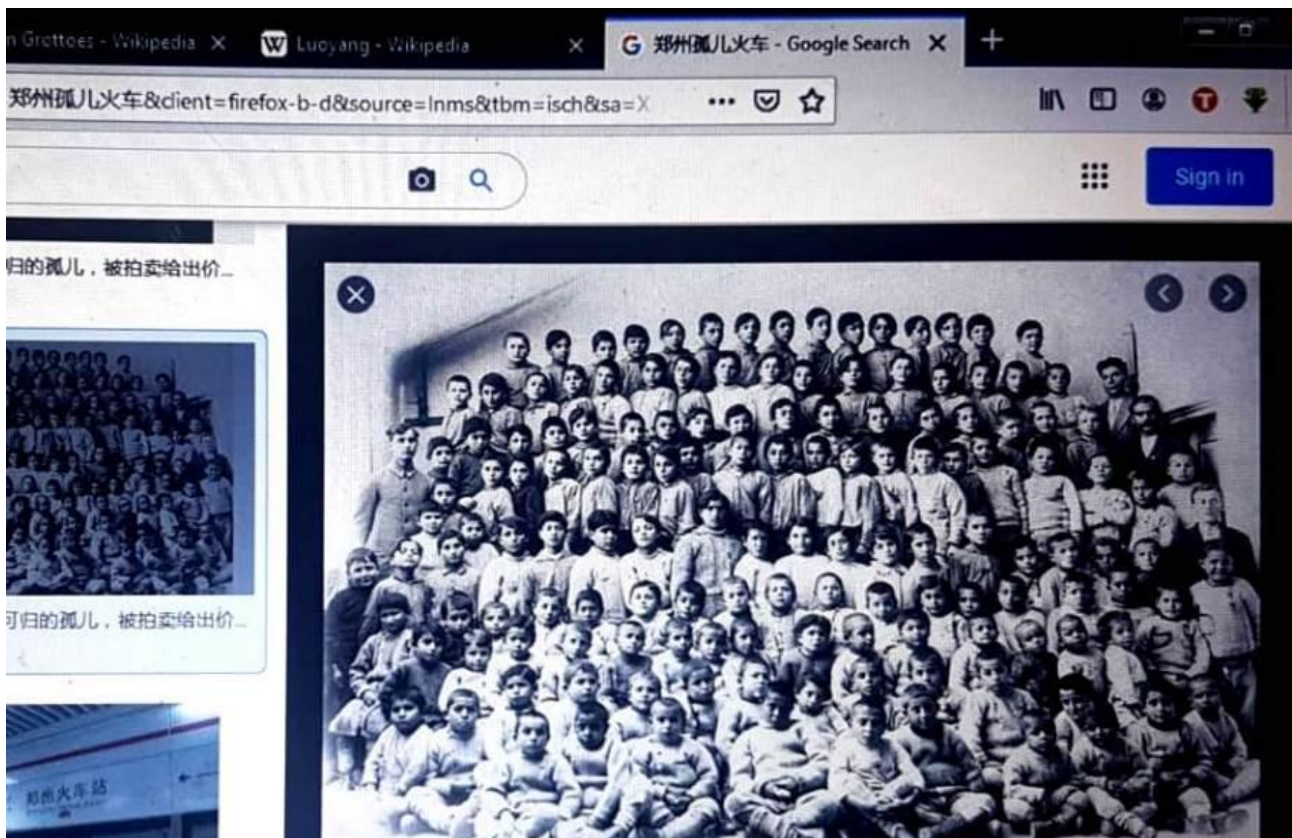 n Grottoes - Wikipedia
Luoyang - Wikipedia
郑州孤儿火车 - Google Search
郑州孤儿火车&client=firefox-b-d&source=lnms&tbm=isch&sa=X
Sign in
归的孤儿，被拍卖给出价...
可归的孤儿，被拍卖给出价...
郑州火车站